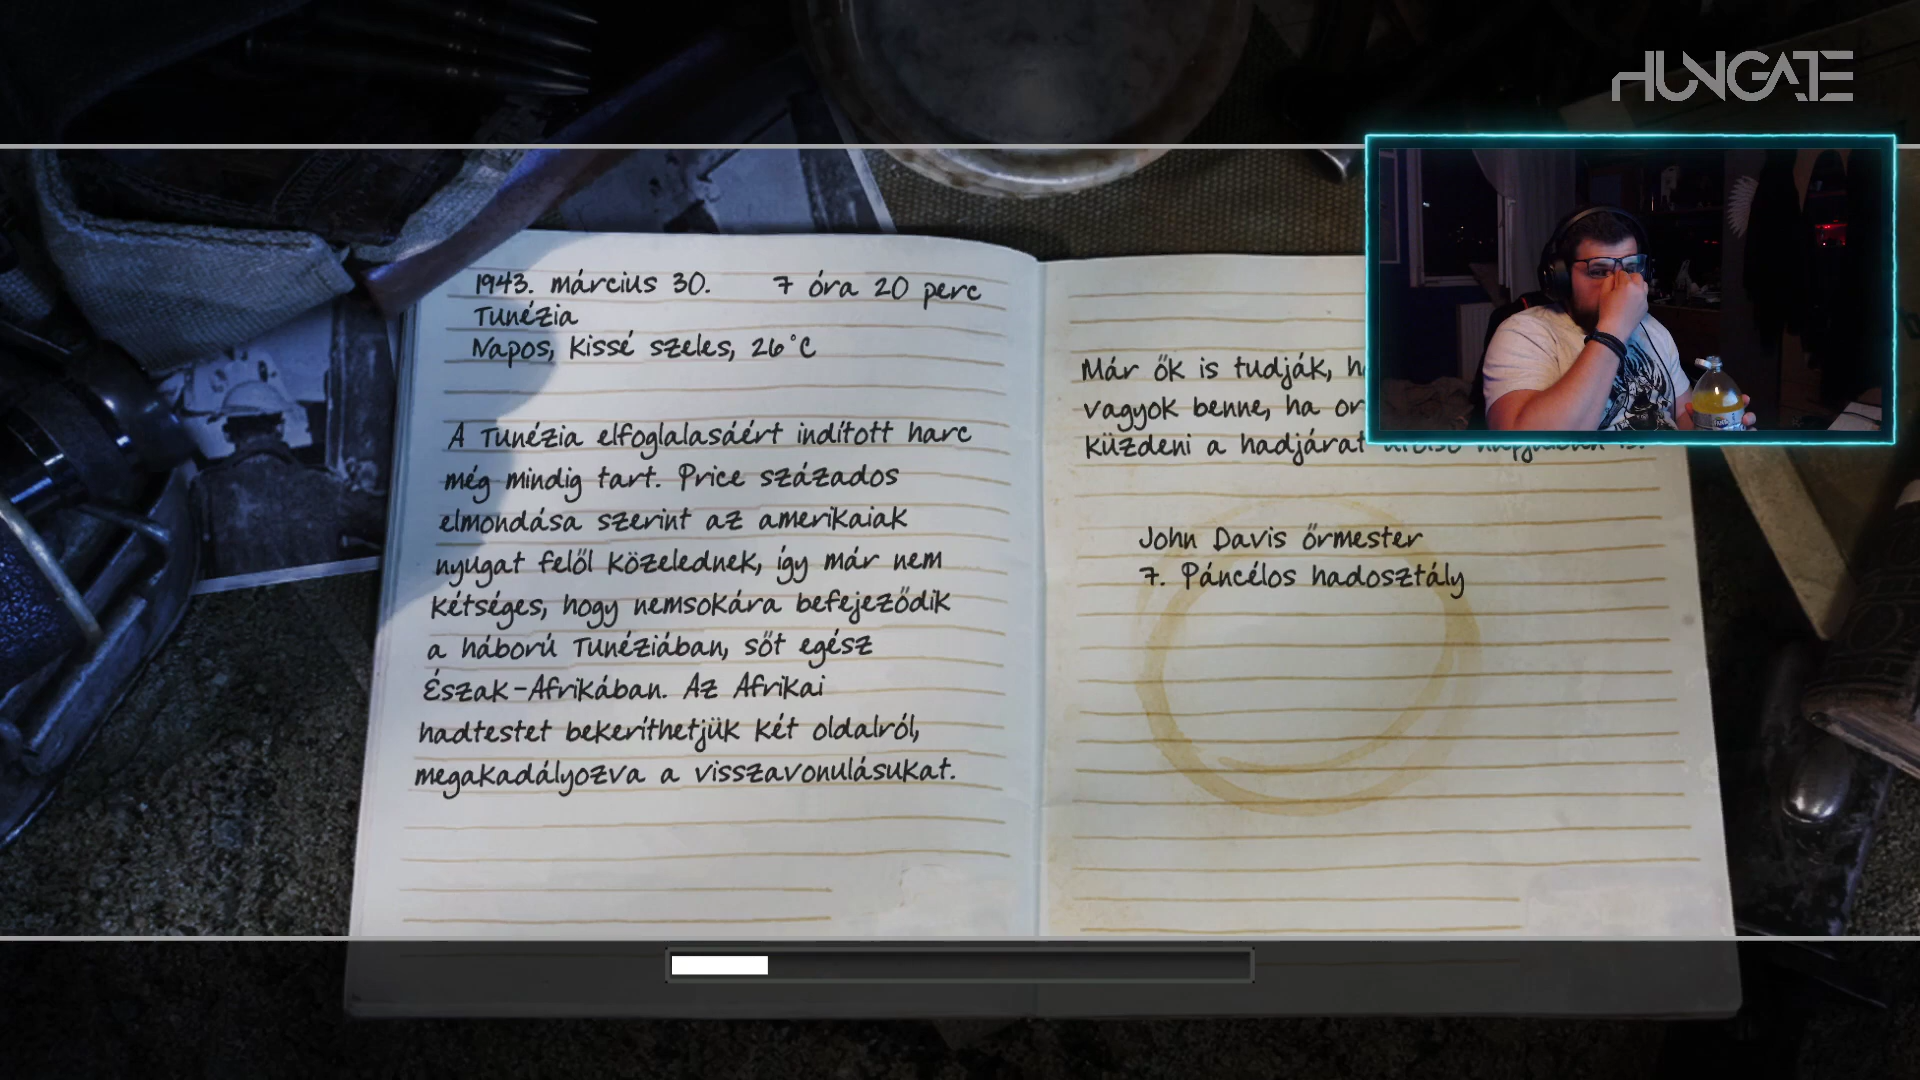 HUNGATE
1943. március 30. 7 óra 20 perc
Tunézia
Napos, kissé szeles, 26°C
A Tunézia elfoglalásáért indított harc
még mindig tart. Price százados
elmondása szerint az amerikaiak
nyugat felől közelednek, így már nem
kétséges, hogy nemsokára befejeződik
a háború Tunéziában, sőt egész
Észak-Afrikában. Az Afrikai
hadtestet bekeríthetjük két oldalról,
megakadályozva a visszavonulásukat.
Már ők is tudják,
vagyok benne, ha
küzdeni a hadjárat
John Davis őrmester
7. Páncélos hadosztály